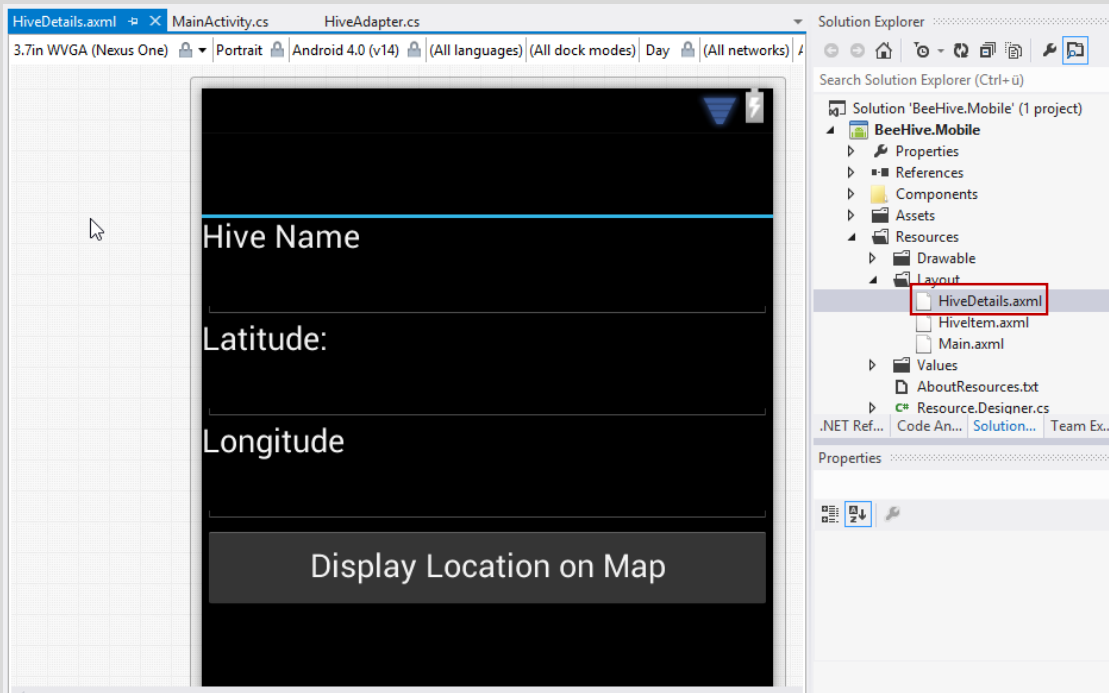 HiveDetails.axml
MainActivity.cs
HiveAdapter.cs
3.7in WVGA (Nexus One) Portrait Android 4.0 (v14) (All languages) (All dock modes) Day (All networks)
Hive Name
Latitude:
Longitude
Display Location on Map
Solution Explorer
Search Solution Explorer (Ctrl+ü)
Solution 'BeeHive.Mobile' (1 project)
BeeHive.Mobile
Properties
References
Components
Assets
Resources
Drawable
Layout
HiveDetails.axml
HiveItem.axml
Main.axml
Values
AboutResources.txt
C# Resource.Designer.cs
.NET Ref... Code An... Solution... Team Ex...
Properties